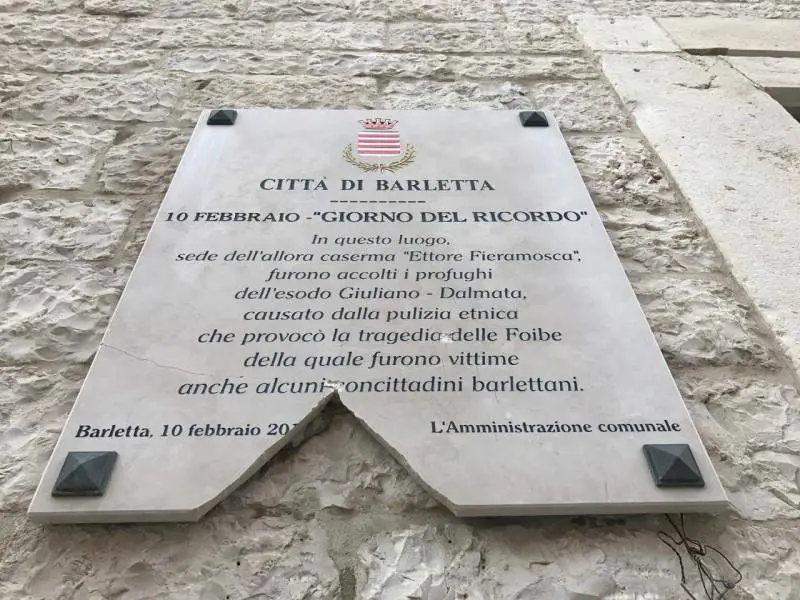 CITTÀ DI BARLETTA
10 FEBBRAIO - "GIORNO DEL RICORDO"
In questo luogo,
sede dell'allora caserma "Ettore Fieramosca",
furono accolti i profughi
dell'esodo Giuliano - Dalmata,
causato dalla pulizia etnica
che provocò la tragedia delle Foibe
della quale furono vittime
anche alcuni concittadini barlettani.
Barletta, 10 febbraio 20
L'Amministrazione comunale